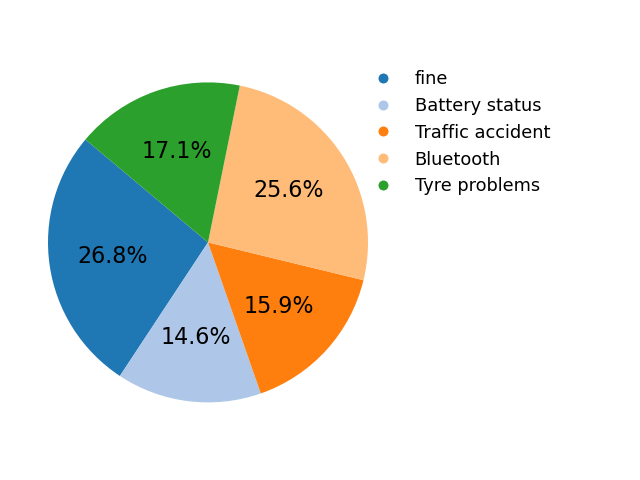 fine
Battery status
Traffic accident
Bluetooth
Tyre problems
17.1%
25.6%
26.8%
15.9%
14.6%